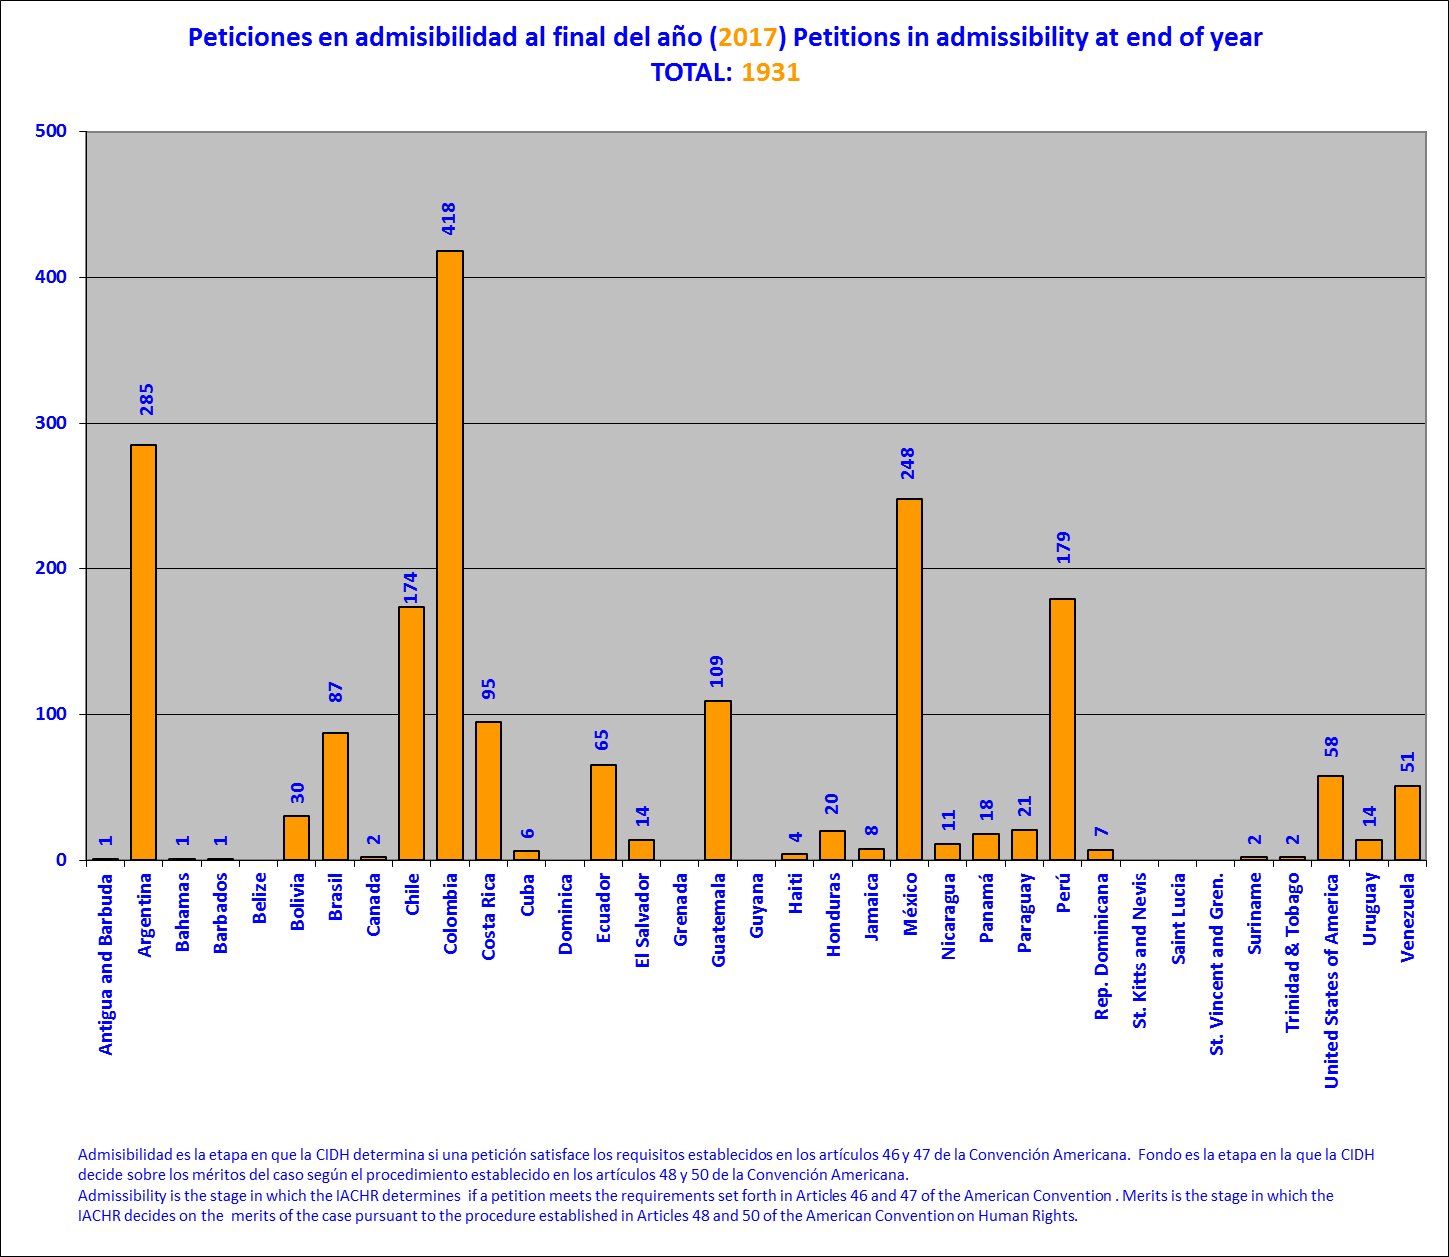 Peticiones en admisibilidad al final del año (2017) Petitions in admissibility at end of year
TOTAL: 1931
500
400
300
200
100
0
1
285
1
1
30
87
2
174
418
95
6
65
14
109
4
20
8
248
11
18
21
179
7
2
2
58
14
51
Antigua and Barbuda
Argentina
Bahamas
Barbados
Belize
Bolivia
Brasil
Canada
Chile
Colombia
Costa Rica
Cuba
Dominica
Ecuador
El Salvador
Grenada
Guatemala
Guyana
Haiti
Honduras
Jamaica
México
Nicaragua
Panamá
Paraguay
Perú
Rep. Dominicana
St. Kitts and Nevis
Saint Lucia
St. Vincent and Gren.
Suriname
Trinidad & Tobago
United States of America
Uruguay
Venezuela
Admisibilidad es la etapa en que la CIDH determina si una petición satisface los requisitos establecidos en los artículos 46 y 47 de la Convención Americana. Fondo es la etapa en la que la CIDH
decide sobre los méritos del caso según el procedimiento establecido en los artículos 48 y 50 de la Convención Americana.
Admissibility is the stage in which the IACHR determines if a petition meets the requirements set forth in Articles 46 and 47 of the American Convention . Merits is the stage in which the
IACHR decides on the merits of the case pursuant to the procedure established in Articles 48 and 50 of the American Convention on Human Rights.